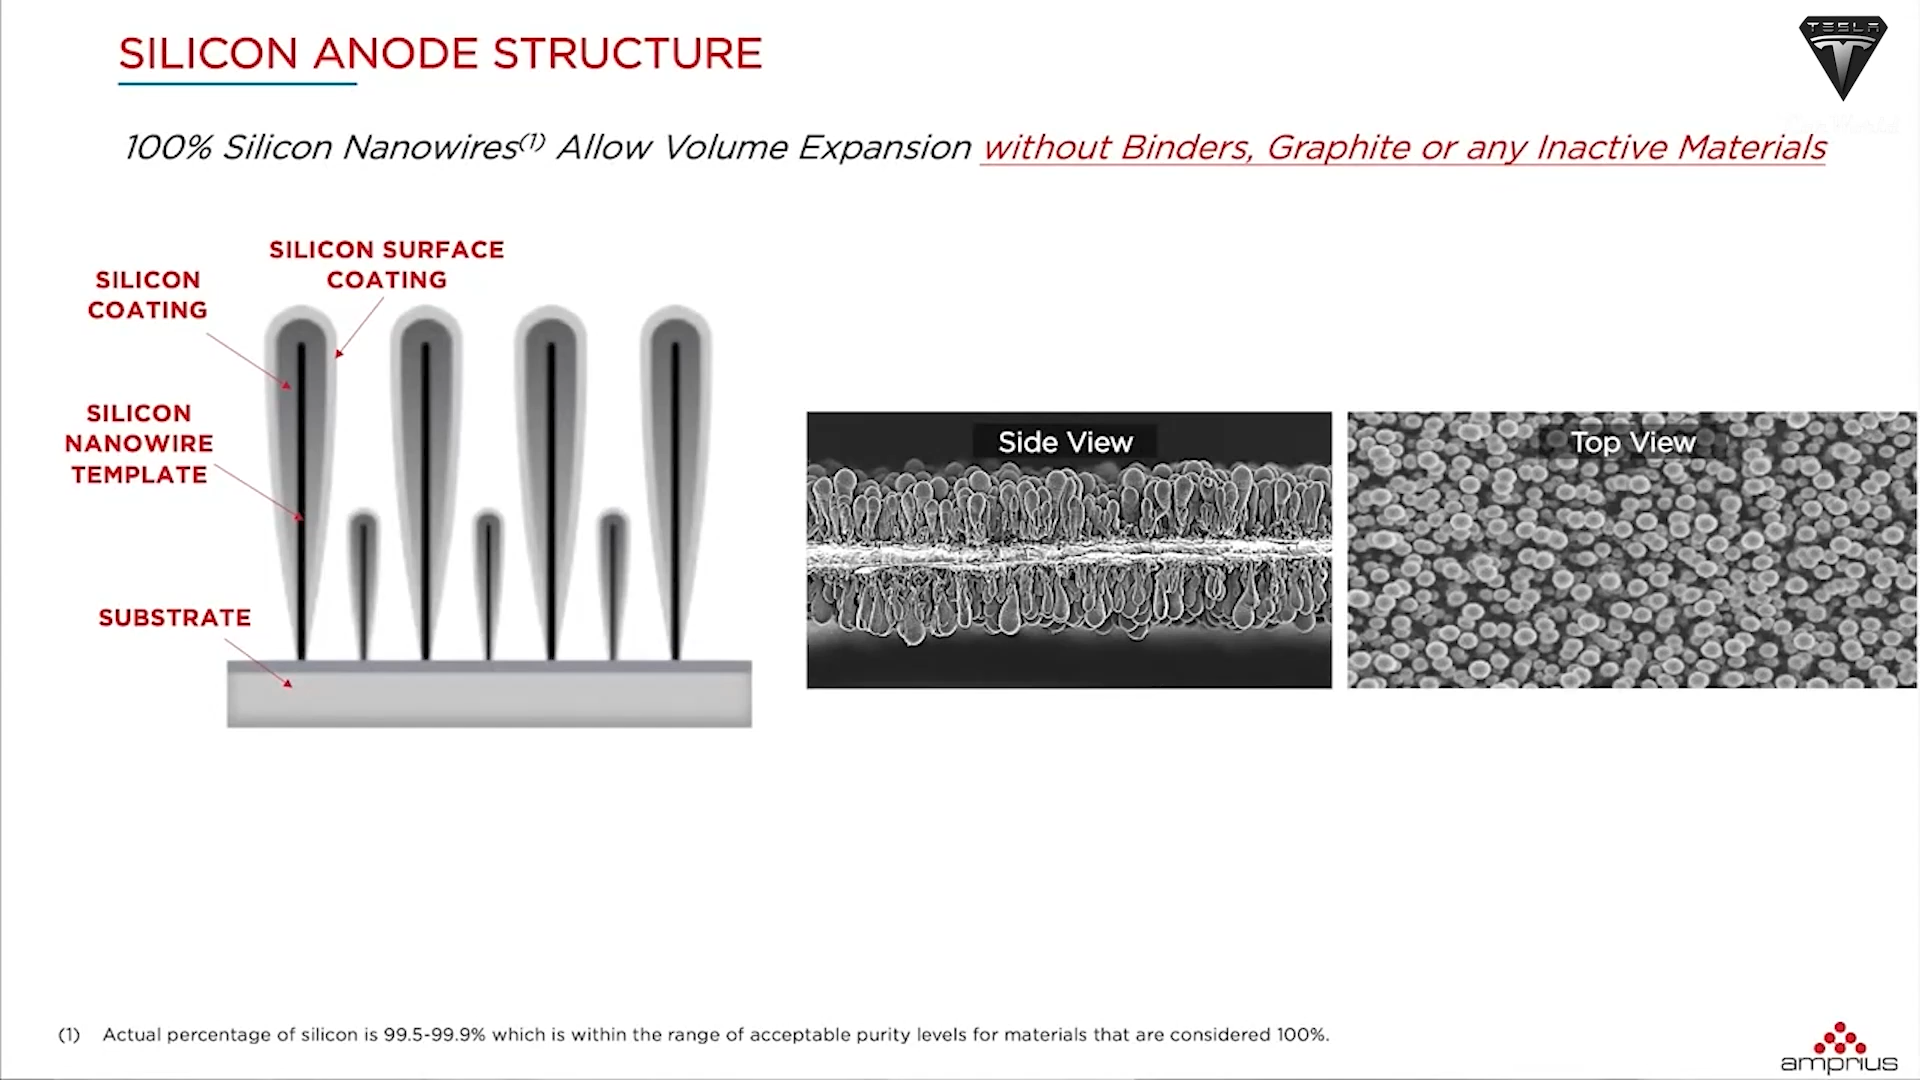 SILICON ANODE STRUCTURE
TESLA
100% Silicon Nanowires(1) Allow Volume Expansion without Binders, Graphite or any Inactive Materials
SILICON SURFACE
COATING
SILICON
COATING
SILICON
NANOWIRE
TEMPLATE
SUBSTRATE
Side View
Top View
(1) Actual percentage of silicon is 99.5-99.9% which is within the range of acceptable purity levels for materials that are considered 100%.
amprius